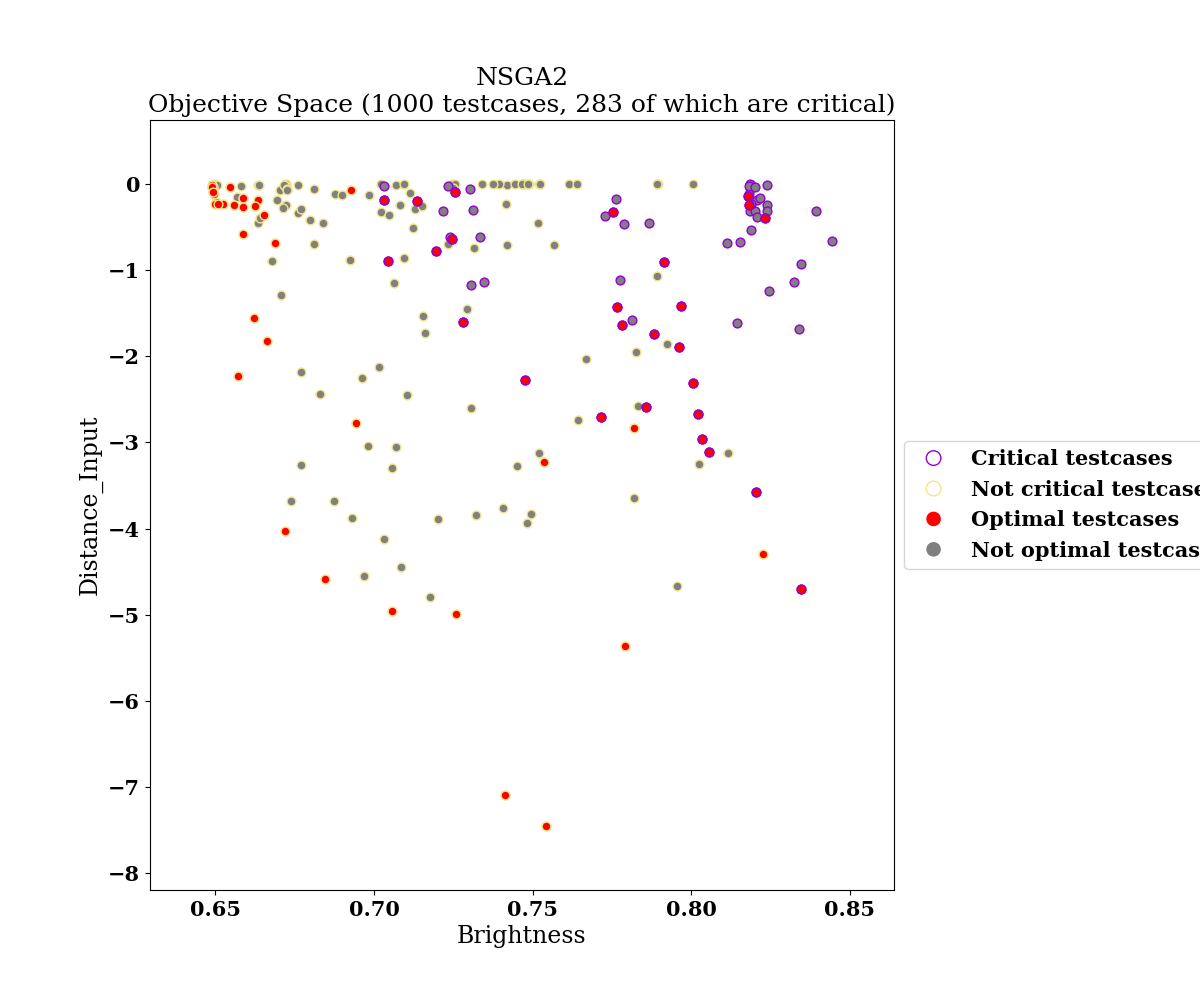 NSGA2
Objective Space (1000 testcases, 283 of which are critical)
0
−1
−2
−3
−4
−5
−6
−7
−8
Distance_Input
0.65 0.70 0.75 0.80 0.85
Brightness
Critical testcases
Not critical testcase
Optimal testcases
Not optimal testcas